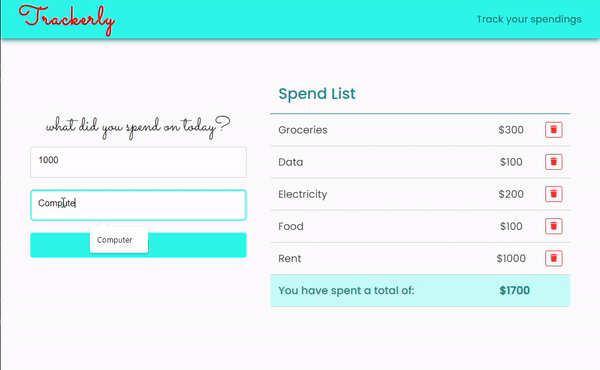 Trackerly
Track your spendings
what did you spend on today?
1000
Compute
Computer
Spend List
Groceries $300
Data $100
Electricity $200
Food $100
Rent $1000
You have spent a total of: $1700